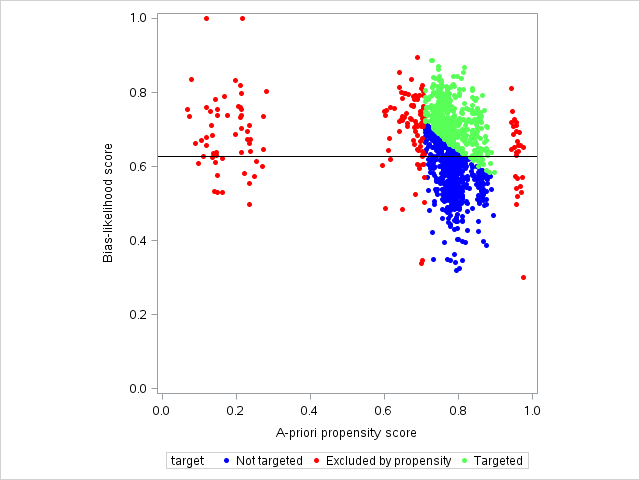 1.0
0.8
0.6
0.4
0.2
0.0
Bias-likelihood score
0.0 0.2 0.4 0.6 0.8 1.0
A-priori propensity score
target Not targeted Excluded by propensity Targeted